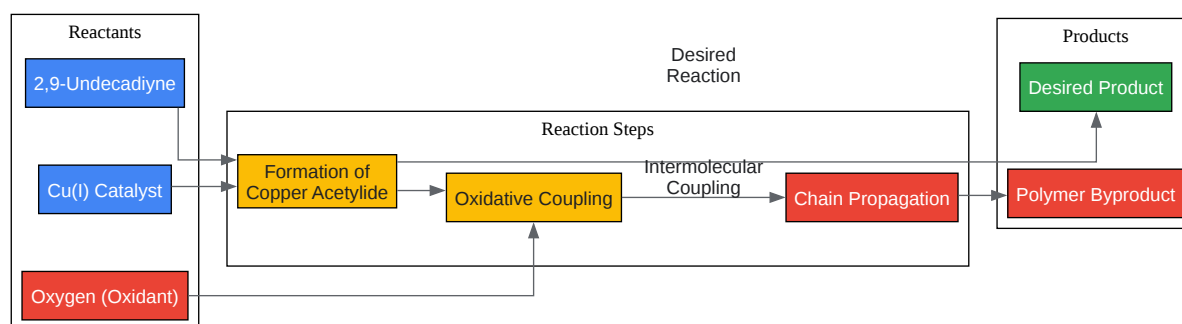 Reactants
2,9-Undecadiyne
Cu(I) Catalyst
Oxygen (Oxidant)
Desired
Reaction
Reaction Steps
Formation of
Copper Acetylide
Oxidative Coupling
Intermolecular
Coupling
Chain Propagation
Products
Desired Product
Polymer Byproduct